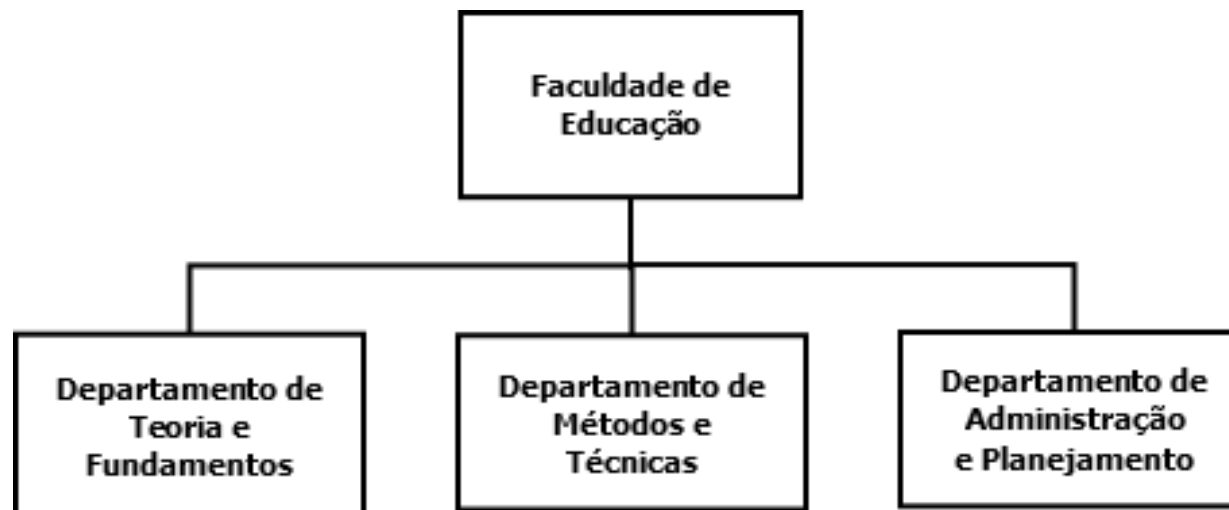 Faculdade de
Educação
Departamento de
Teoria e
Fundamentos
Departamento de
Métodos e
Técnicas
Departamento de
Administração
e Planejamento